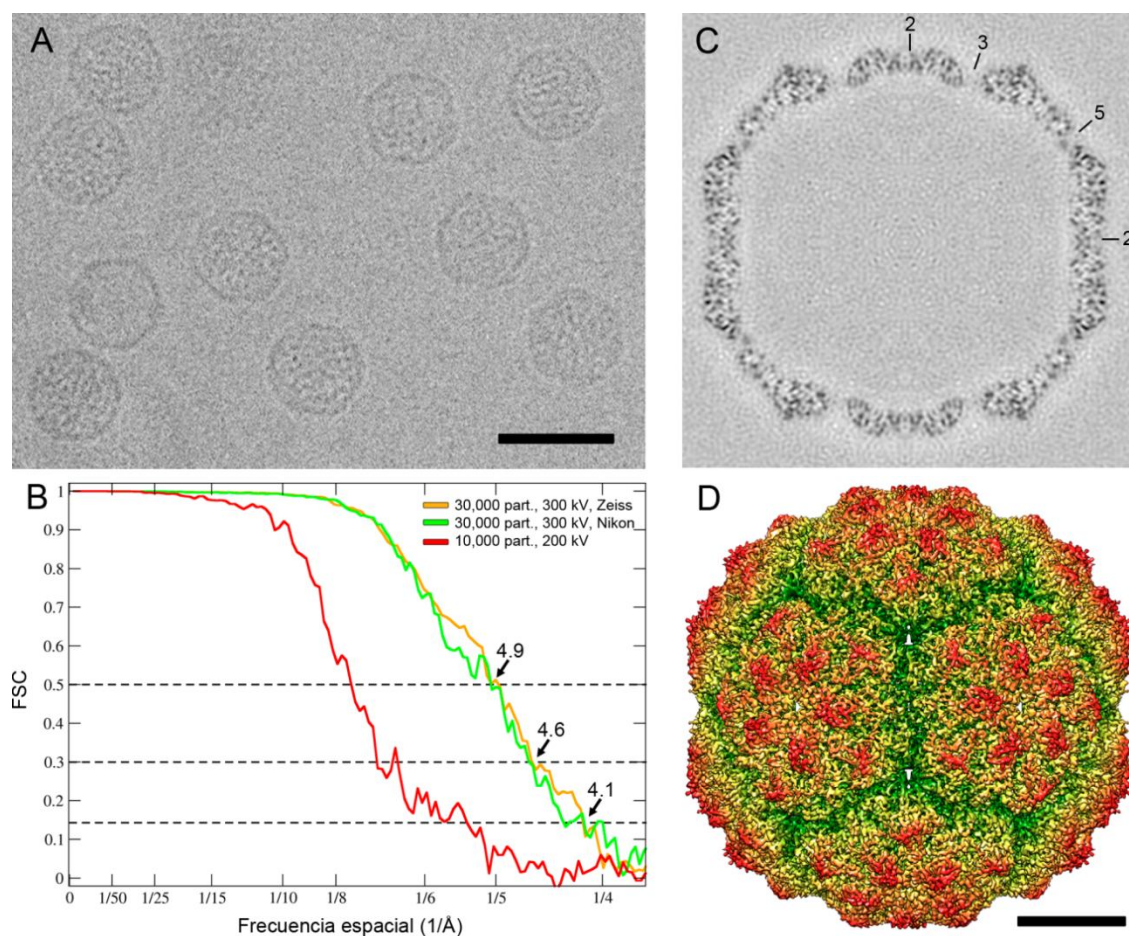 A
C
2
3
5
2
B
30,000 part., 300 kV, Zeiss
30,000 part., 300 kV, Nikon
10,000 part., 200 kV
1
0.9
0.8
0.7
0.6
0.5
0.4
0.3
0.2
0.1
0
4.9
4.6
4.1
FSC
0 1/50 1/25 1/15 1/10 1/8 1/6 1/5 1/4
Frecuencia espacial (1/Å)
D